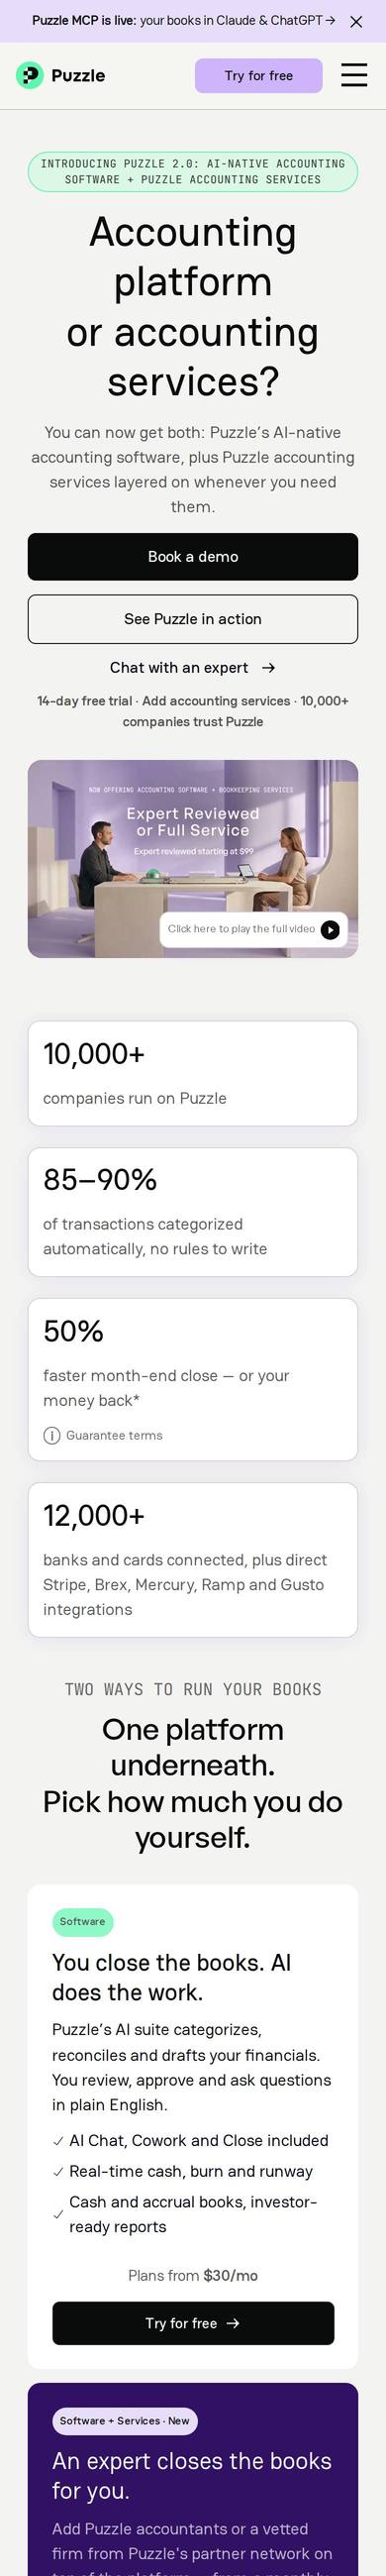 Puzzle MCP is live: your books in Claude & ChatGPT →
Puzzle
Try for free
INTRODUCING PUZZLE 2.0: AI-NATIVE ACCOUNTING
SOFTWARE + PUZZLE ACCOUNTING SERVICES
Accounting
platform
or accounting
services?
You can now get both: Puzzle’s AI-native
accounting software, plus Puzzle accounting
services layered on whenever you need
them.
Book a demo
See Puzzle in action
Chat with an expert →
14-day free trial · Add accounting services · 10,000+
companies trust Puzzle
NOW OFFERING ACCOUNTING SOFTWARE + BOOKKEEPING SERVICES
Expert Reviewed
or Full Service
Expert reviewed starting at $99
Click here to play the full video
10,000+
companies run on Puzzle
85–90%
of transactions categorized
automatically, no rules to write
50%
faster month-end close — or your
money back*
Guarantee terms
12,000+
banks and cards connected, plus direct
Stripe, Brex, Mercury, Ramp and Gusto
integrations
TWO WAYS TO RUN YOUR BOOKS
One platform
underneath.
Pick how much you do
yourself.
Software
You close the books. AI
does the work.
Puzzle’s AI suite categorizes,
reconciles and drafts your financials.
You review, approve and ask questions
in plain English.
✓ AI Chat, Cowork and Close included
✓ Real-time cash, burn and runway
✓ Cash and accrual books, investor-
ready reports
Plans from $30/mo
Try for free →
Software + Services · New
An expert closes the books
for you.
Add Puzzle accountants or a vetted
firm from Puzzle's partner network on